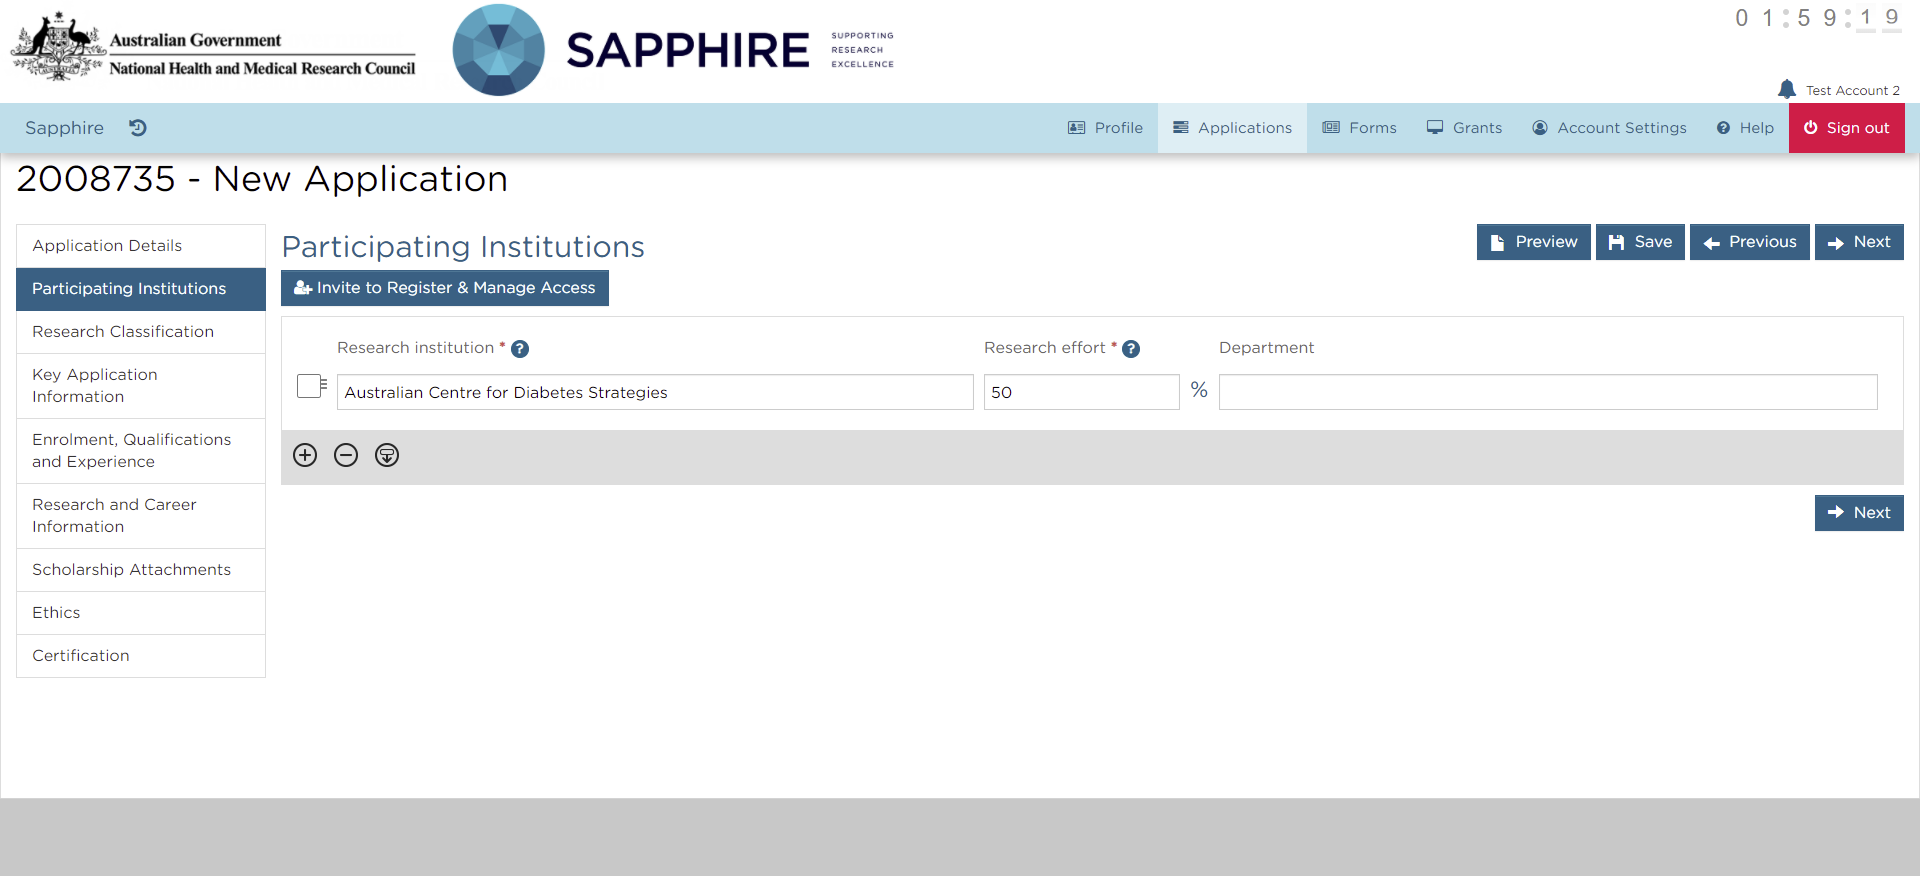 Australian Government
National Health and Medical Research Council
SAPPHIRE
SUPPORTING
RESEARCH
EXCELLENCE
01:59:19
Test Account 2
Sapphire
Profile
Applications
Forms
Grants
Account Settings
? Help
Sign out
2008735 - New Application
Application Details
Participating Institutions
Research Classification
Key Application
Information
Enrolment, Qualifications
and Experience
Research and Career
Information
Scholarship Attachments
Ethics
Certification
Participating Institutions
Preview
Save
Previous
Next
Invite to Register & Manage Access
Research institution * ?
Research effort * ?
Department
Australian Centre for Diabetes Strategies
50
%
Next